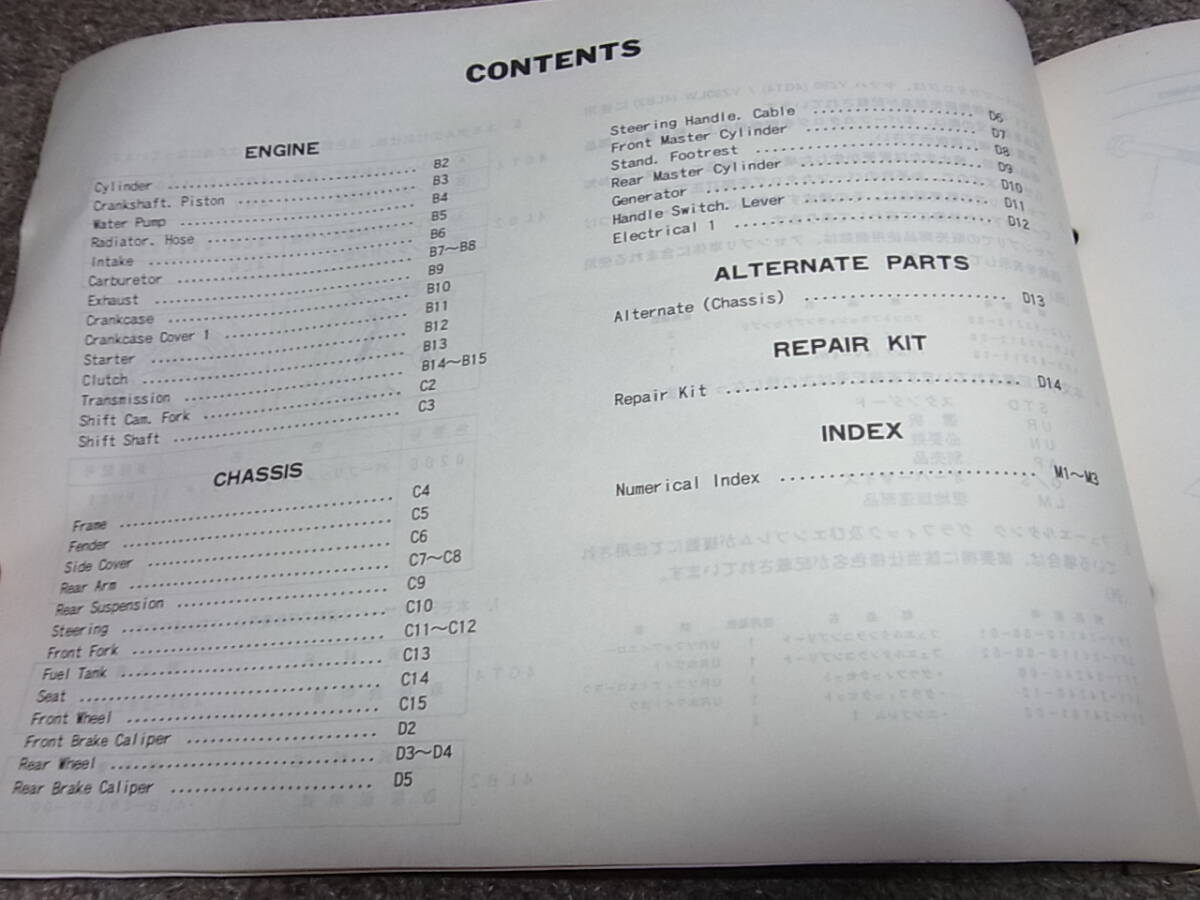 CONTENTS
ENGINE
Cylinder .............................. B2
Crankshaft. Piston .............................. B3
Water Pump .............................. B4
Radiator. Hose .............................. B5
Intake .............................. B6
Carburetor .............................. B7～B8
Exhaust .............................. B9
Crankcase .............................. B10
Crankcase Cover 1 .............................. B11
Starter .............................. B12
Clutch .............................. B13
Transmission .............................. B14～B15
Shift Cam. Fork .............................. C2
Shift Shaft .............................. C3
CHASSIS
Frame .............................. C4
Fender .............................. C5
Side Cover .............................. C6
Rear Arm .............................. C7～C8
Rear Suspension .............................. C9
Steering .............................. C10
Front Fork .............................. C11～C12
Fuel Tank .............................. C13
Seat .............................. C14
Front Wheel .............................. C15
Front Brake Caliper .............................. D2
Rear Wheel .............................. D3～D4
Rear Brake Caliper .............................. D5
Steering Handle. Cable .............................. D6
Front Master Cylinder .............................. D7
Stand. Footrest .............................. D8
Rear Master Cylinder .............................. D9
Generator .............................. D10
Handle Switch. Lever .............................. D11
Electrical 1 .............................. D12
ALTERNATE PARTS
Alternate (Chassis) .............................. D13
REPAIR KIT
Repair Kit .............................. D14
INDEX
Numerical Index .............................. M1～M3